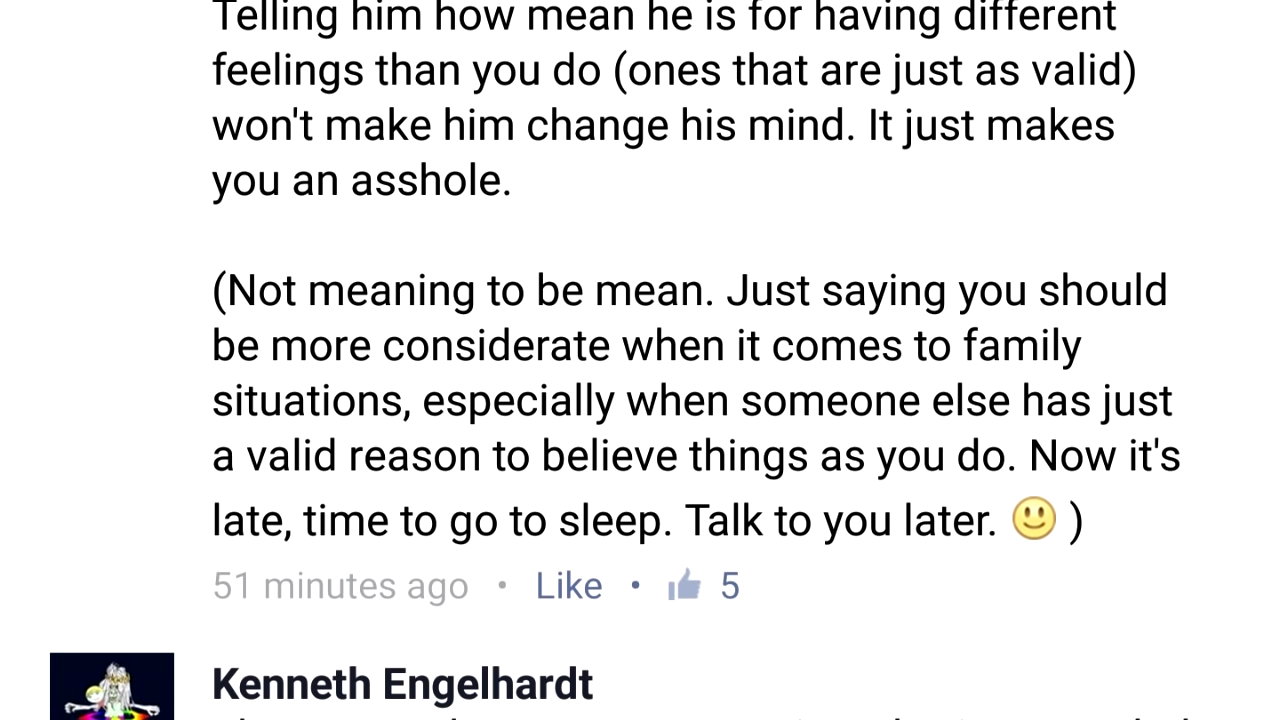 Telling him how mean he is for having different
feelings than you do (ones that are just as valid)
won't make him change his mind. It just makes
you an asshole.
(Not meaning to be mean. Just saying you should
be more considerate when it comes to family
situations, especially when someone else has just
a valid reason to believe things as you do. Now it's
late, time to go to sleep. Talk to you later. 🙂 )
51 minutes ago • Like • 5
Kenneth Engelhardt